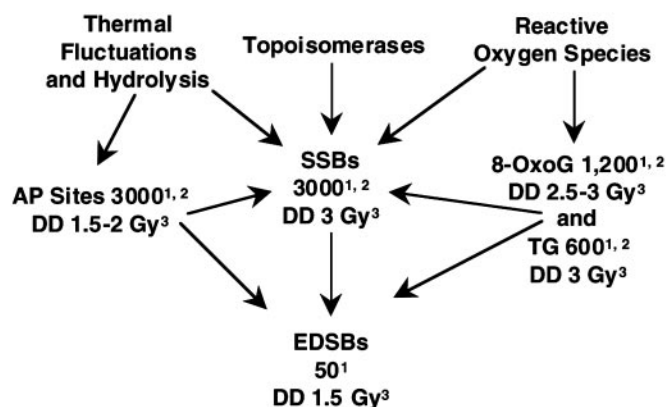 Thermal
Fluctuations
and Hydrolysis
Topoisomerases
Reactive
Oxygen Species
AP Sites 3000¹, ²
DD 1.5-2 Gy³
SSBs
3000¹, ²
DD 3 Gy³
8-OxoG 1,200¹, ²
DD 2.5-3 Gy³
and
TG 600¹, ²
DD 3 Gy³
EDSBs
50¹
DD 1.5 Gy³